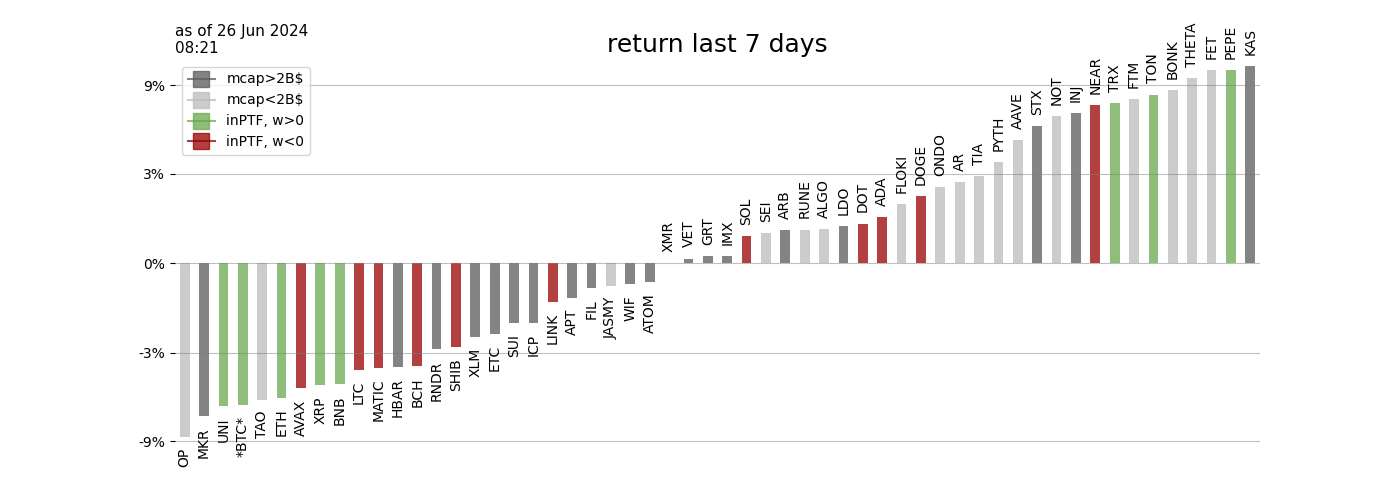 as of 26 Jun 2024
08:21
return last 7 days
mcap>2B$
mcap<2B$
inPTF, w>0
inPTF, w<0
9%
3%
0%
-3%
-9%
OP
MKR
UNI
*BTC*
TAO
ETH
AVAX
XRP
BNB
LTC
MATIC
HBAR
BCH
RNDR
SHIB
XLM
ETC
SUI
ICP
LINK
APT
FIL
JASMY
WIF
ATOM
XMR
VET
GRT
IMX
SOL
SEI
ARB
RUNE
ALGO
LDO
DOT
ADA
FLOKI
DOGE
ONDO
AR
TIA
PYTH
AAVE
STX
NOT
INJ
NEAR
TRX
FTM
TON
BONK
THETA
FET
PEPE
KAS